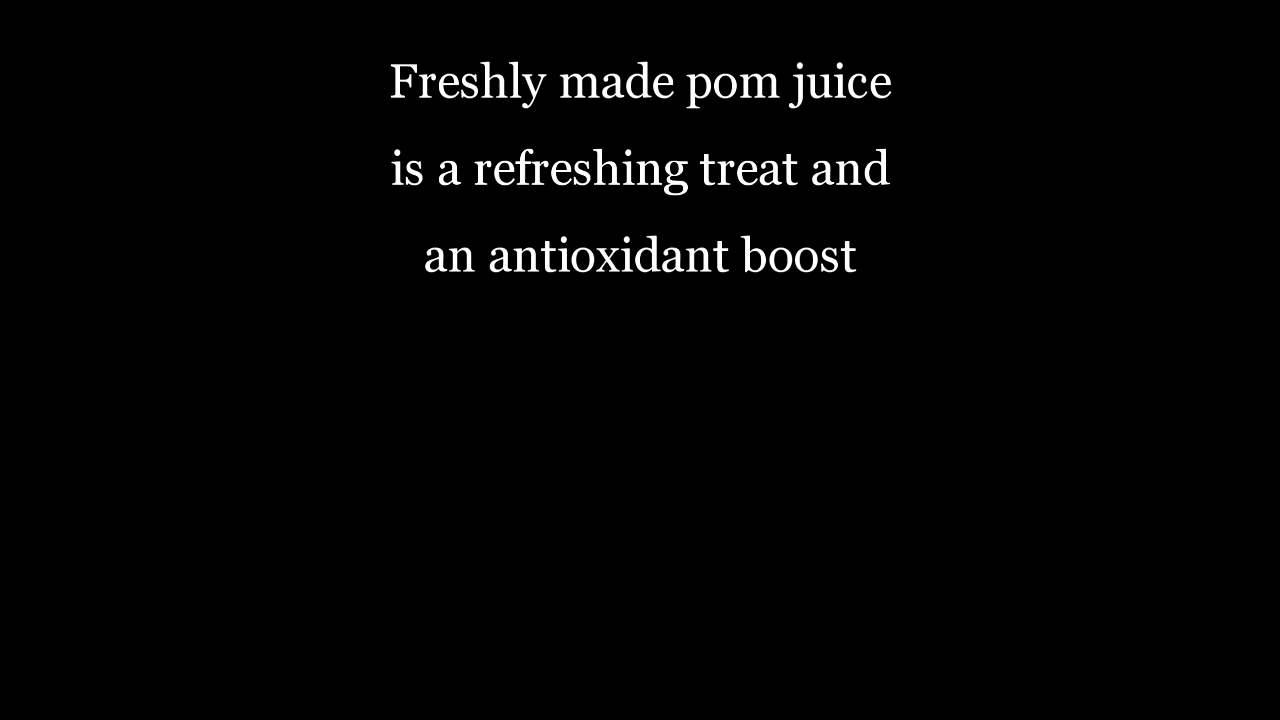 Freshly made pom juice
is a refreshing treat and
an antioxidant boost